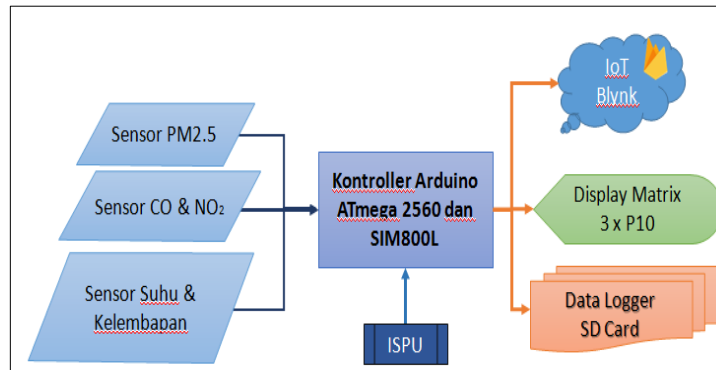 Sensor PM2.5
Sensor CO & NO₂
Sensor Suhu &
Kelembapan
Kontroller Arduino
ATmega 2560 dan
SIM800L
ISPU
IoT
Blynk
Display Matrix
3 x P10
Data Logger
SD Card